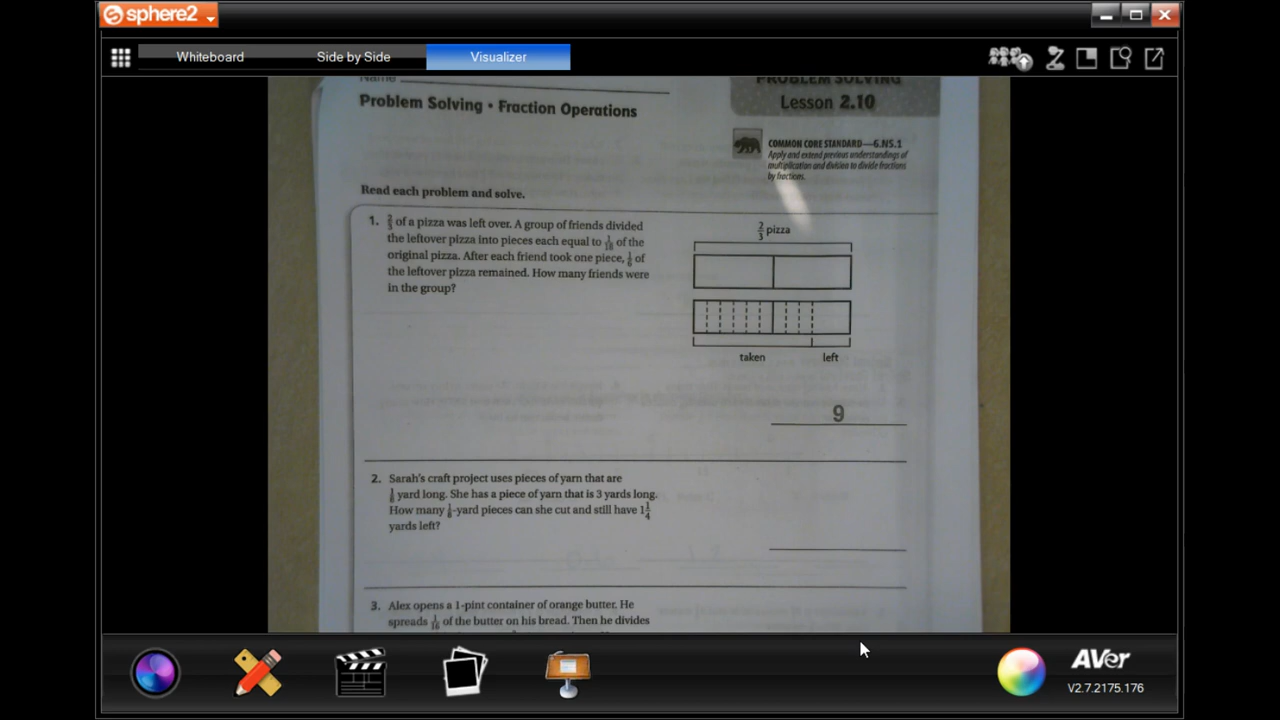 sphere2
Whiteboard Side by Side Visualizer
Name
PROBLEM SOLVING
Lesson 2.10
Problem Solving • Fraction Operations
COMMON CORE STANDARD—6.NS.1
Apply and extend previous understandings of
multiplication and division to divide fractions
by fractions.
Read each problem and solve.
1. 2/3 of a pizza was left over. A group of friends divided
the leftover pizza into pieces each equal to 1/18 of the
original pizza. After each friend took one piece, 1/6 of
the leftover pizza remained. How many friends were
in the group?
2/3 pizza
taken left
9
2. Sarah's craft project uses pieces of yarn that are
1/8 yard long. She has a piece of yarn that is 3 yards long.
How many 1/8-yard pieces can she cut and still have 1 1/4
yards left?
3. Alex opens a 1-pint container of orange butter. He
spreads 1/16 of the butter on his bread. Then he divides
AVer
V2.7.2175.176